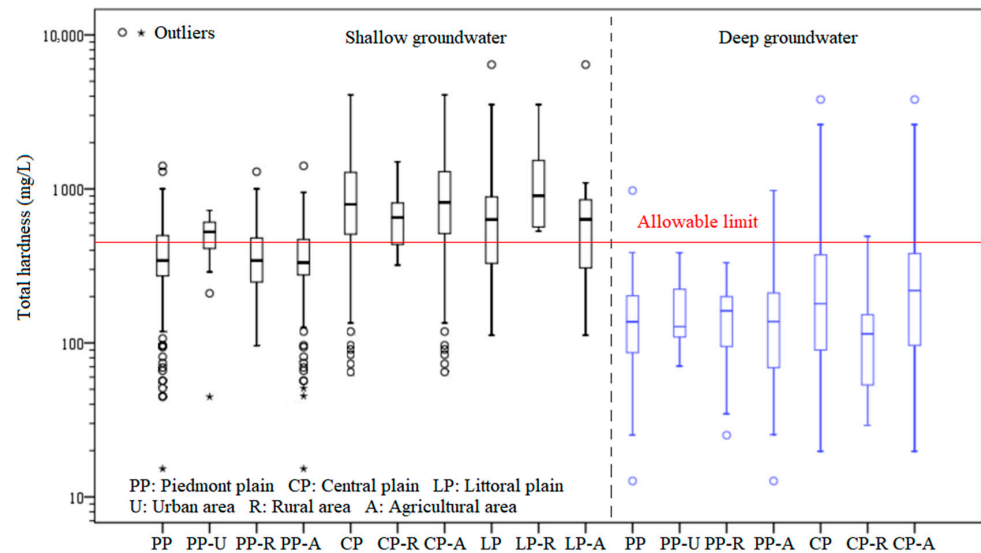 10,000
○ ★ Outliers
Shallow groundwater
Deep groundwater
Total hardness (mg/L)
1 000
Allowable limit
100
10
PP: Piedmont plain CP: Central plain LP: Littoral plain
U: Urban area R: Rural area A: Agricultural area
PP PP-U PP-R PP-A CP CP-R CP-A LP LP-R LP-A PP PP-U PP-R PP-A CP CP-R CP-A